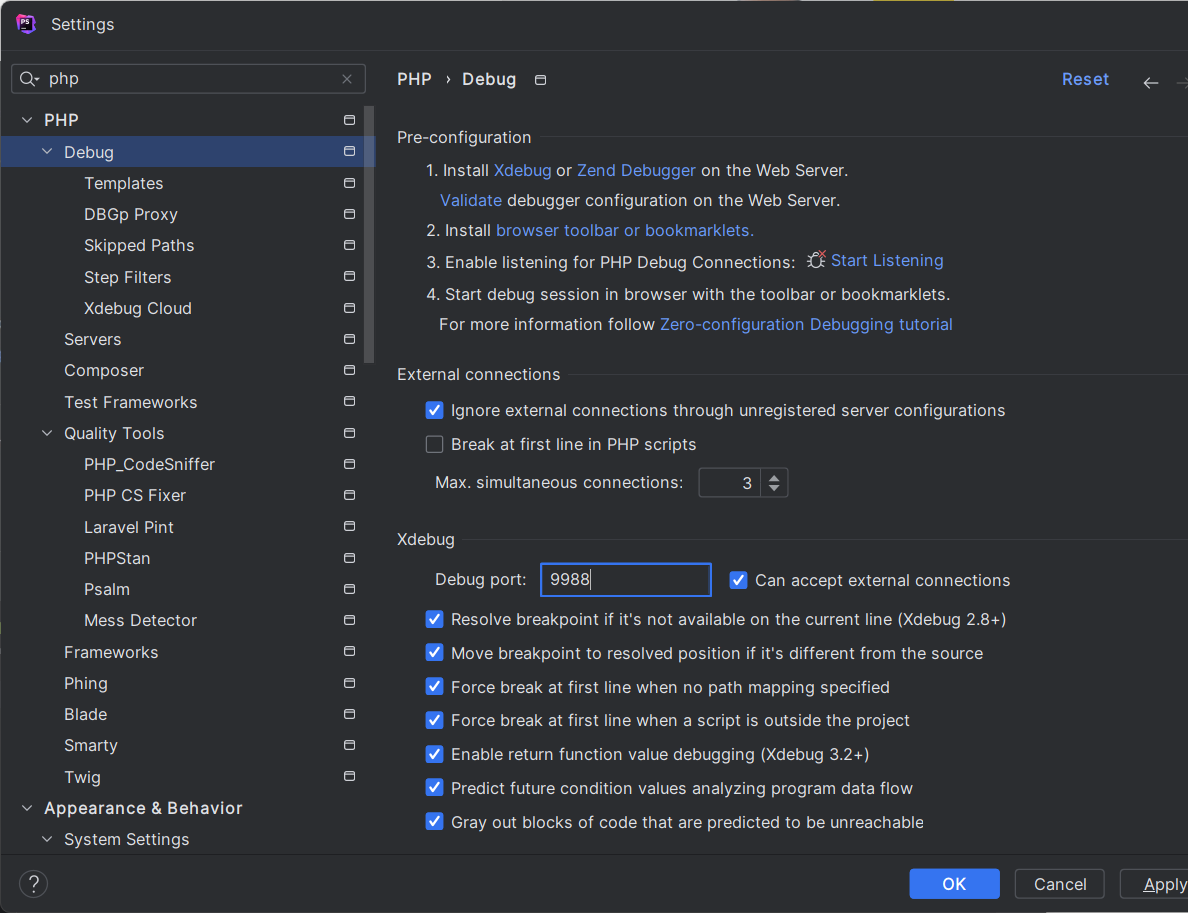 PS
Settings
php
PHP
Debug
Templates
DBGp Proxy
Skipped Paths
Step Filters
Xdebug Cloud
Servers
Composer
Test Frameworks
Quality Tools
PHP_CodeSniffer
PHP CS Fixer
Laravel Pint
PHPStan
Psalm
Mess Detector
Frameworks
Phing
Blade
Smarty
Twig
Appearance & Behavior
System Settings
PHP › Debug
Reset
Pre-configuration
1. Install Xdebug or Zend Debugger on the Web Server.
Validate debugger configuration on the Web Server.
2. Install browser toolbar or bookmarklets.
3. Enable listening for PHP Debug Connections: Start Listening
4. Start debug session in browser with the toolbar or bookmarklets.
For more information follow Zero-configuration Debugging tutorial
External connections
Ignore external connections through unregistered server configurations
Break at first line in PHP scripts
Max. simultaneous connections: 3
Xdebug
Debug port: 9988 Can accept external connections
Resolve breakpoint if it's not available on the current line (Xdebug 2.8+)
Move breakpoint to resolved position if it's different from the source
Force break at first line when no path mapping specified
Force break at first line when a script is outside the project
Enable return function value debugging (Xdebug 3.2+)
Predict future condition values analyzing program data flow
Gray out blocks of code that are predicted to be unreachable
? OK Cancel Apply